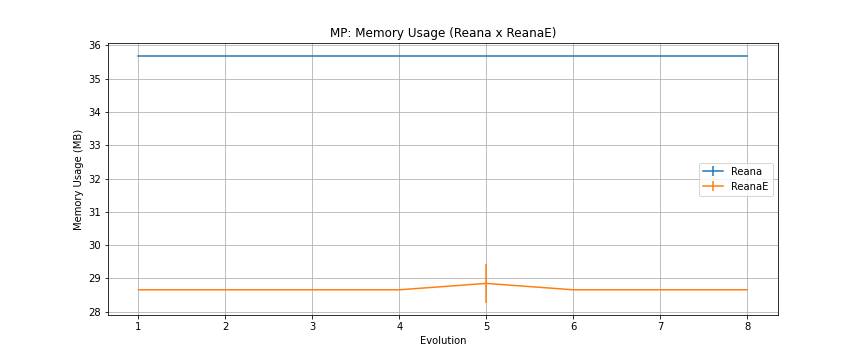 MP: Memory Usage (Reana x ReanaE)
36
35
34
33
32
31
30
29
28
Memory Usage (MB)
Reana
ReanaE
1 2 3 4 5 6 7 8
Evolution